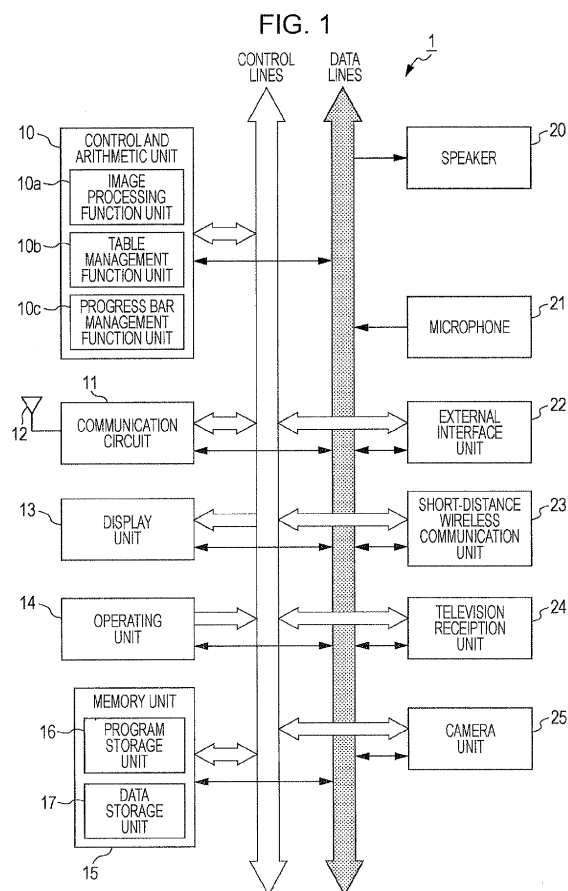 FIG. 1
CONTROL
LINES
DATA
LINES
1
10
CONTROL AND
ARITHMETIC UNIT
10a
IMAGE
PROCESSING
FUNCTION UNIT
10b
TABLE
MANAGEMENT
FUNCTION UNIT
10c
PROGRESS BAR
MANAGEMENT
FUNCTION UNIT
20
SPEAKER
21
MICROPHONE
11
12
COMMUNICATION
CIRCUIT
22
EXTERNAL
INTERFACE
UNIT
13
DISPLAY
UNIT
23
SHORT-DISTANCE
WIRELESS
COMMUNICATION
UNIT
14
OPERATING
UNIT
24
TELEVISION
RECEIPTION
UNIT
MEMORY UNIT
16
PROGRAM
STORAGE
UNIT
17
DATA
STORAGE
UNIT
15
25
CAMERA
UNIT